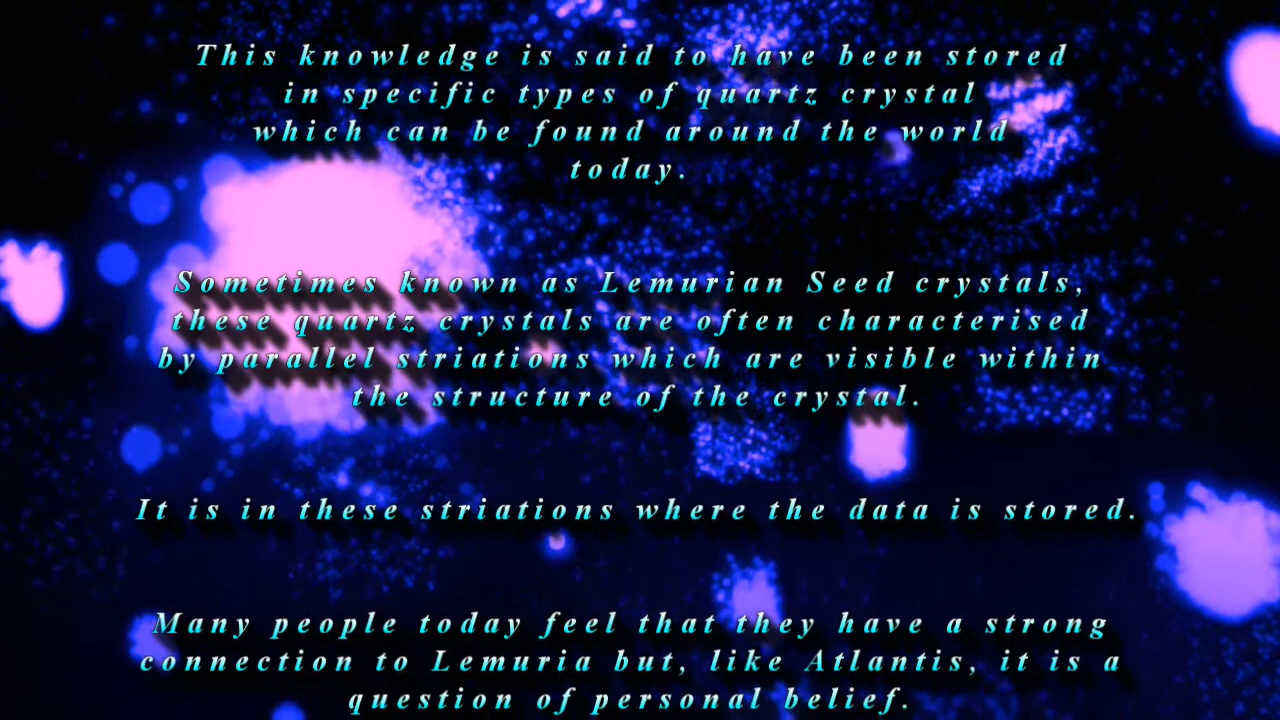 This knowledge is said to have been stored
in specific types of quartz crystal
which can be found around the world
today.
Sometimes known as Lemurian Seed crystals,
these quartz crystals are often characterised
by parallel striations which are visible within
the structure of the crystal.
It is in these striations where the data is stored.
Many people today feel that they have a strong
connection to Lemuria but, like Atlantis, it is a
question of personal belief.